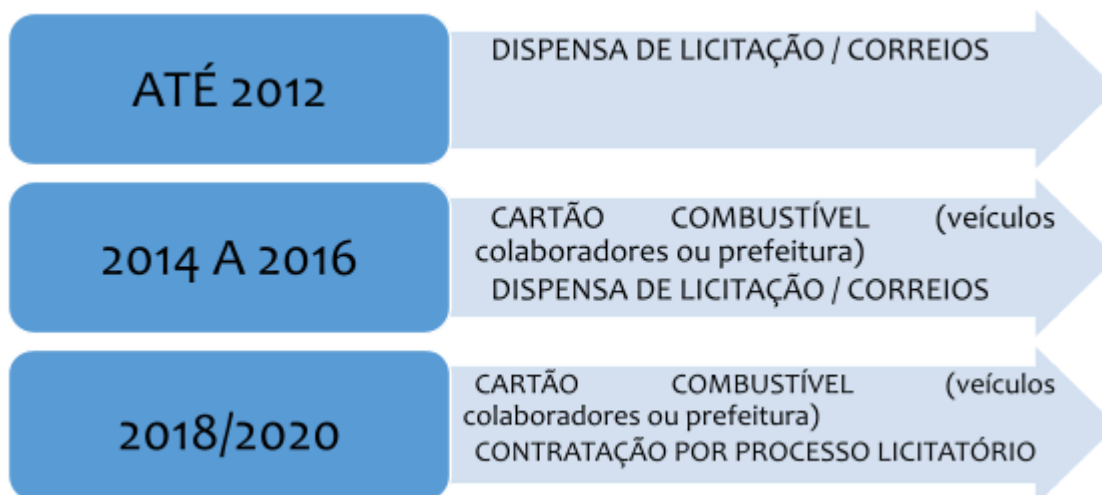 ATÉ 2012
DISPENSA DE LICITAÇÃO / CORREIOS
2014 A 2016
CARTÃO COMBUSTÍVEL (veículos
colaboradores ou prefeitura)
DISPENSA DE LICITAÇÃO / CORREIOS
2018/2020
CARTÃO COMBUSTÍVEL (veículos
colaboradores ou prefeitura)
CONTRATAÇÃO POR PROCESSO LICITATÓRIO